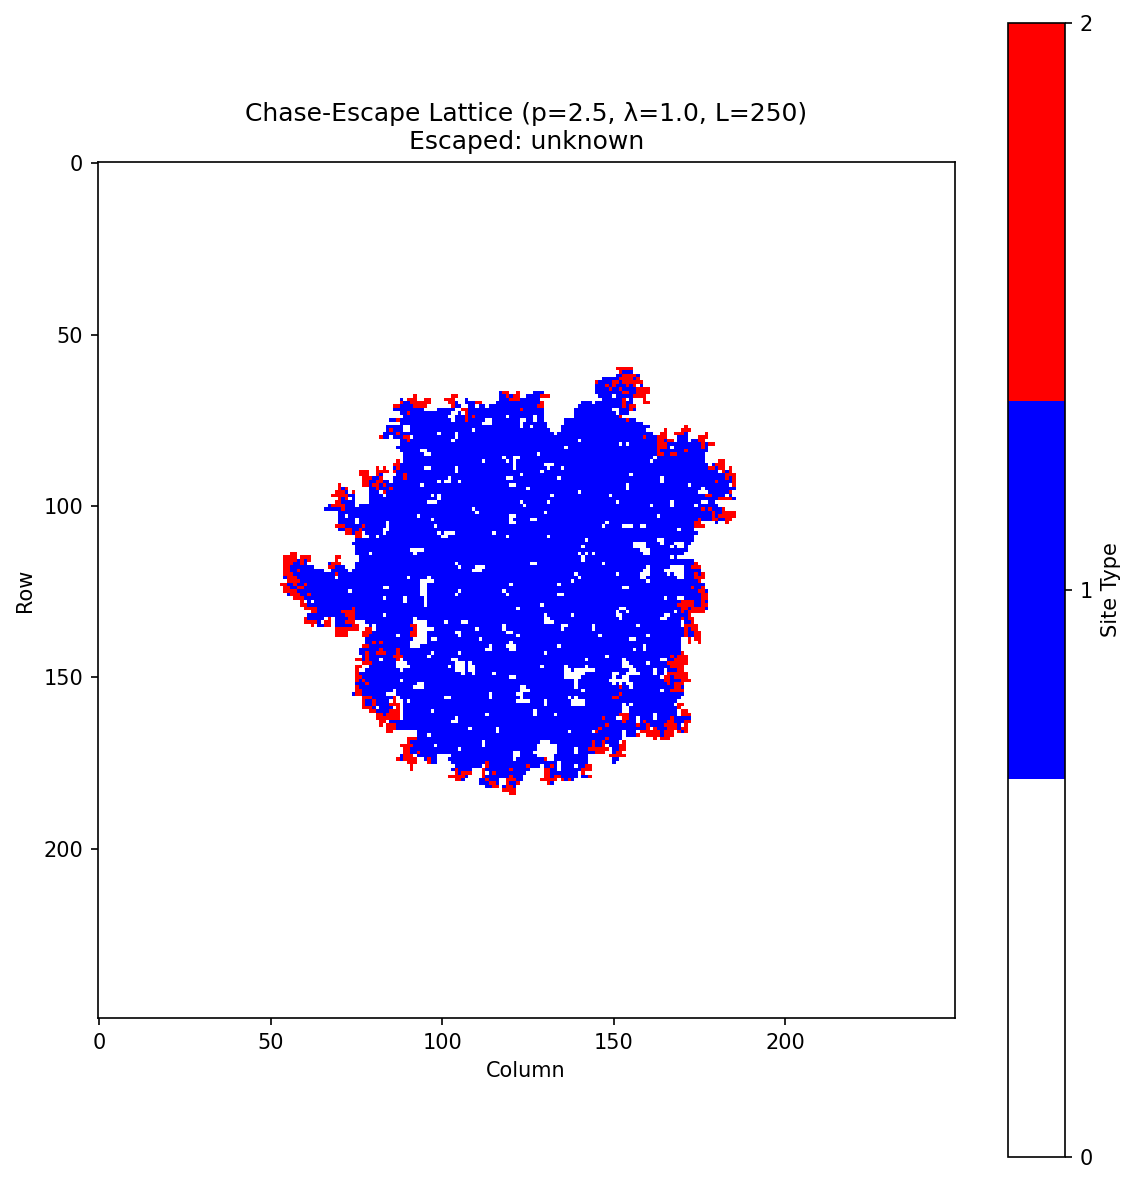 Chase-Escape Lattice (p=2.5, λ=1.0, L=250)
Escaped: unknown
0
50
100
150
200
Row
0
50
100
150
200
Column
2
1
0
Site Type